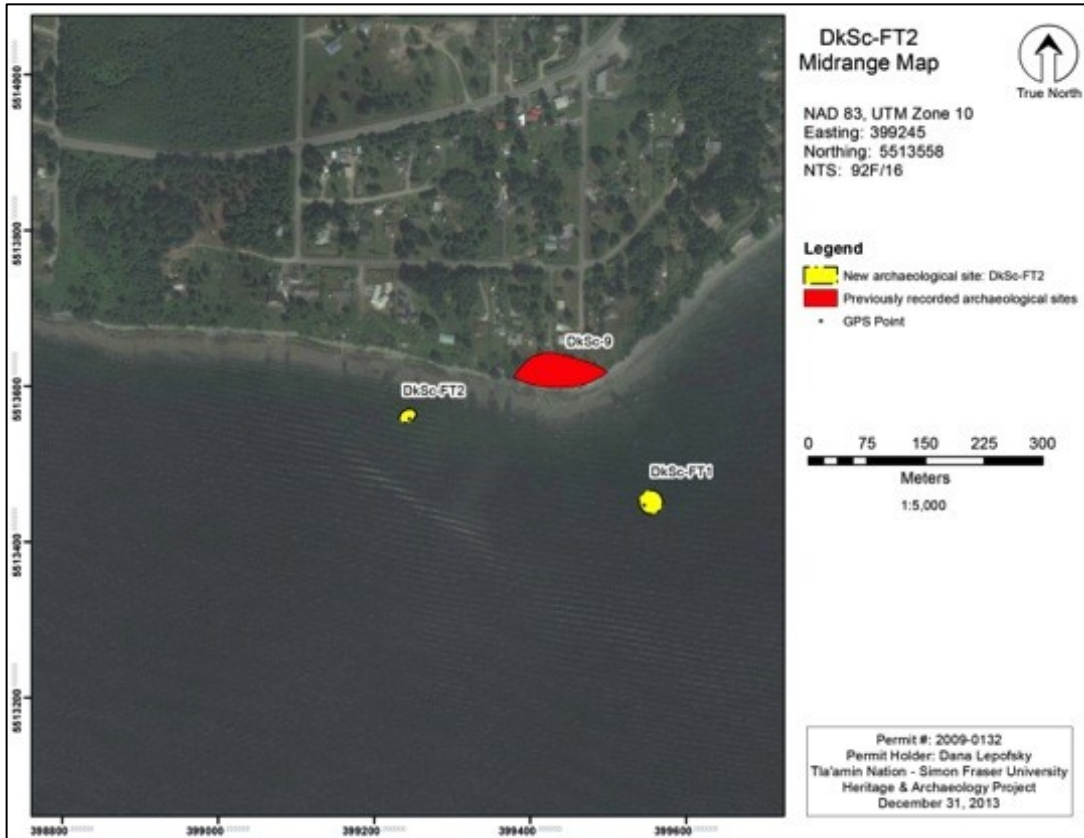 DkSc-FT2
Midrange Map
True North
NAD 83, UTM Zone 10
Easting: 399245
Northing: 5513558
NTS: 92F/16
Legend
New archaeological site: DkSc-FT2
Previously recorded archaeological sites
GPS Point
0 75 150 225 300
Meters
1:5,000
Permit #: 2009-0132
Permit Holder: Dana Lepofsky
Tla'amin Nation - Simon Fraser University
Heritage & Archaeology Project
December 31, 2013
DkSc-9
DkSc-FT2
DkSc-FT1
5514000
5513800
5513600
5513400
5513200
398800
399000
399200
399400
399600